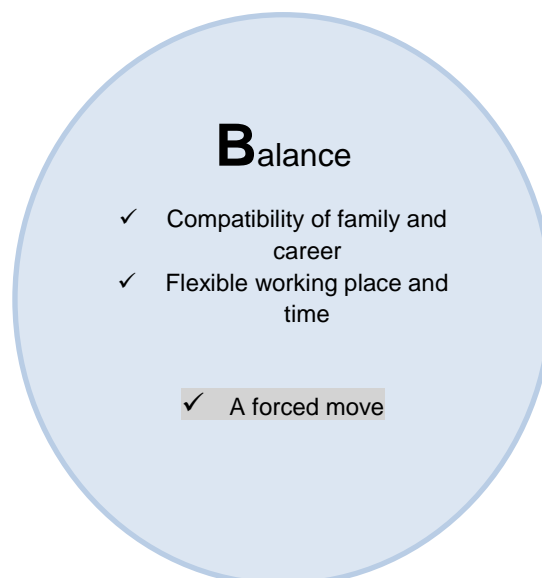 Balance
✓ Compatibility of family and
career
✓ Flexible working place and
time
✓ A forced move